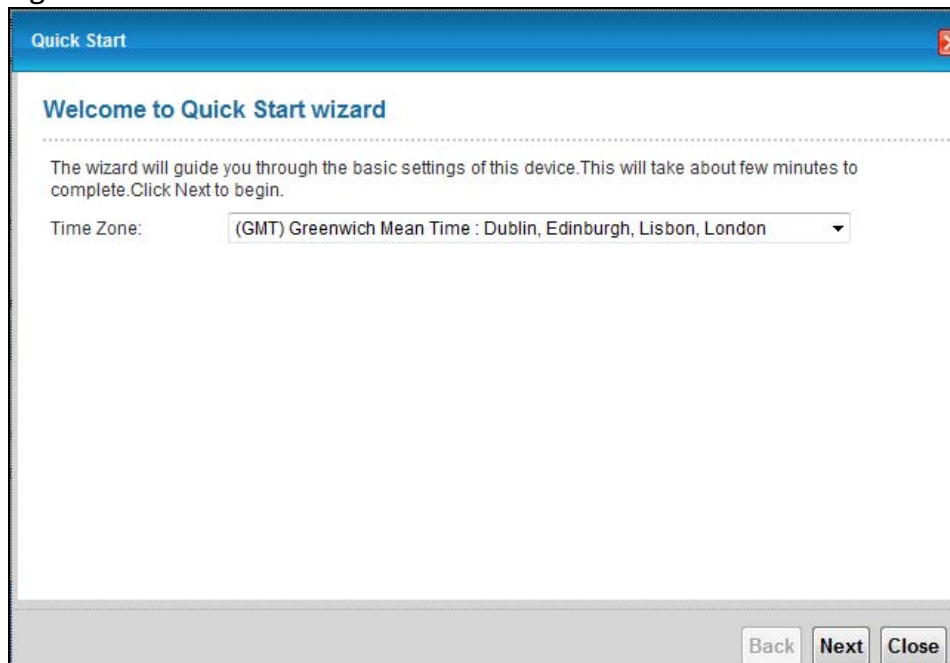 Quick Start
Welcome to Quick Start wizard
The wizard will guide you through the basic settings of this device.This will take about few minutes to
complete.Click Next to begin.
Time Zone: (GMT) Greenwich Mean Time : Dublin, Edinburgh, Lisbon, London
Back Next Close